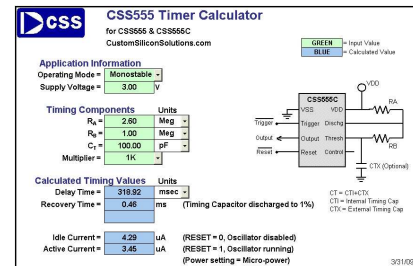 CSS
CSS555 Timer Calculator
for CSS555 & CSS555C
CustomSiliconSolutions.com
GREEN = Input Value
BLUE = Calculated Value
Application Information
Operating Mode = Monostable
Supply Voltage = 3.00 V
Timing Components Units
RA = 2.60 Meg
RB = 1.00 Meg
CT = 100.00 pF
Multiplier = 1K
VDD
CSS555C
VSS VDD
RA
Trigger Trigger Dischg
Output Output Thresh
RB
Reset Reset Control
CTX (Optional)
CT = CTI+CTX
CTI = Internal Timing Cap
CTX = External Timing Cap
Calculated Timing Values Units
Delay Time = 318.92 msec
Recovery Time = 0.46 ms (Timing Capacitor discharged to 1%)
Idle Current = 4.29 uA (RESET = 0, Oscillator disabled)
Active Current = 3.45 uA (RESET = 1, Oscillator running)
(Power setting = Micro-power)
3/31/09